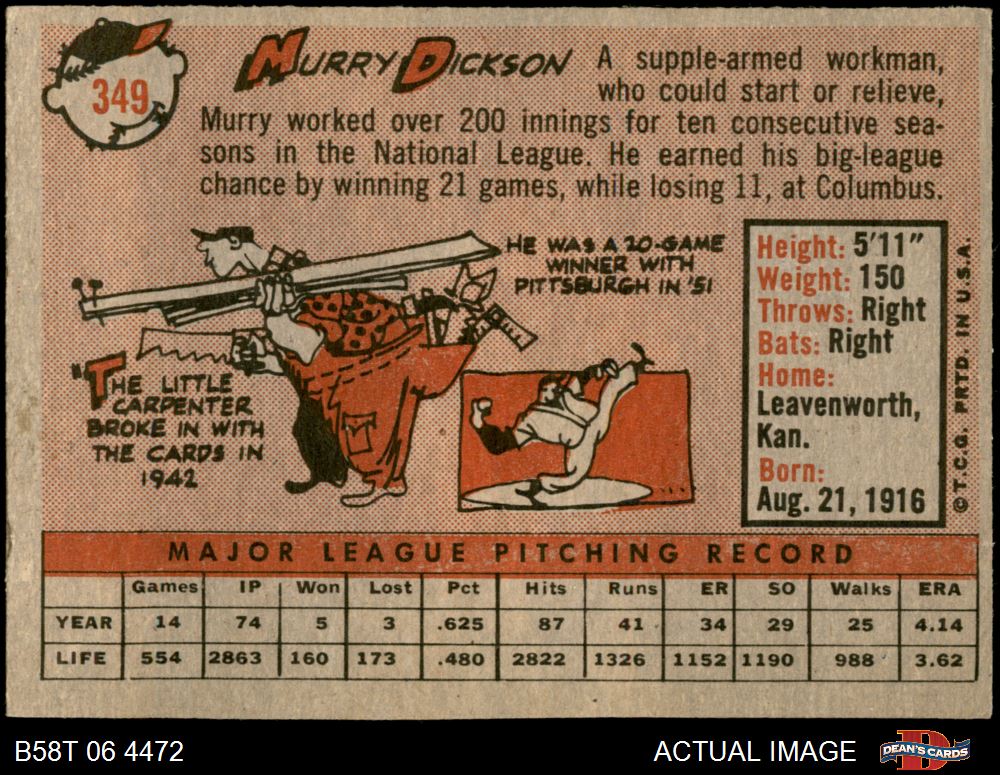 349
MURRY DICKSON
A supple-armed workman,
who could start or relieve,
Murry worked over 200 innings for ten consecutive sea-
sons in the National League. He earned his big-league
chance by winning 21 games, while losing 11, at Columbus.
HE WAS A 20-GAME
WINNER WITH
PITTSBURGH IN '51
"THE LITTLE
CARPENTER
BROKE IN WITH
THE CARDS IN
1942
Height: 5'11"
Weight: 150
Throws: Right
Bats: Right
Home:
Leavenworth,
Kan.
Born:
Aug. 21, 1916
© T.C.G. PRTD. IN U.S.A.
MAJOR LEAGUE PITCHING RECORD
Games IP Won Lost Pct Hits Runs ER SO Walks ERA
YEAR 14 74 5 3 .625 87 41 34 29 25 4.14
LIFE 554 2863 160 173 .480 2822 1326 1152 1190 988 3.62
B58T 06 4472
ACTUAL IMAGE
D
DEAN'S CARDS